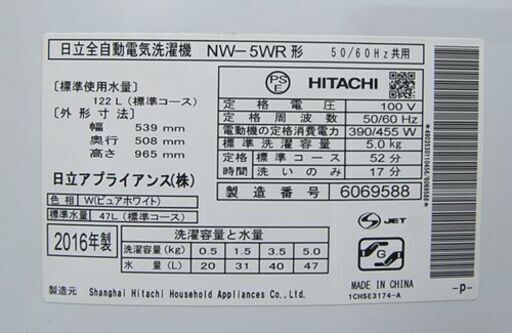 日立全自動電気洗濯機 NW-5WR 形 50/60Hz共用
[標準使用水量]
122L (標準コース)
[外形寸法]
幅 539 mm
奥行 508 mm
高さ 965 mm
日立アプライアンス(株)
色相 W(ピュアホワイト)
標準水量 47L (標準コース)
PS E HITACHI
定格電圧 100 V
定格周波数 50/60 Hz
電動機の定格消費電力 390/455 W
標準洗濯容量 5.0 kg
定格時間 標準コース 52分
洗いのみ 17分
製造番号 6069588
2016年製
洗濯容量と水量
洗濯容量(kg) 0.5 1.5 3.5 5.0
水量(L) 20 31 40 47
S JET
G
MADE IN CHINA
1CHSE3174-A
-p-
製造元 Shanghai Hitachi Household Appliances Co., Ltd.